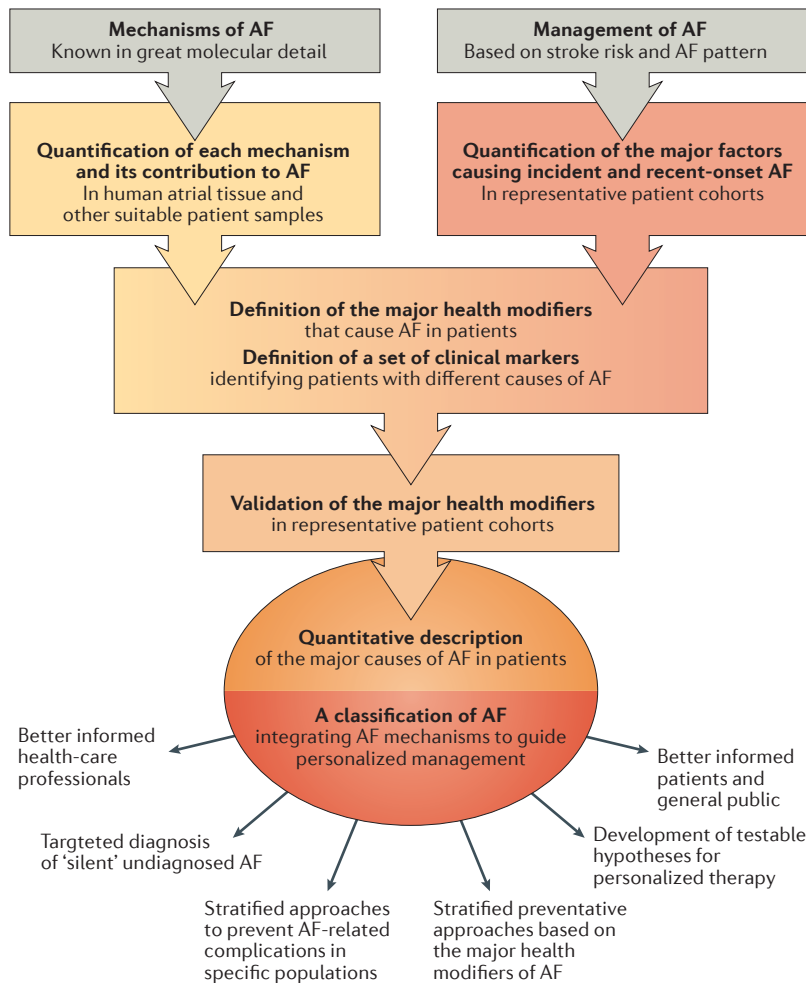 Mechanisms of AF
Known in great molecular detail
Management of AF
Based on stroke risk and AF pattern
Quantification of each mechanism
and its contribution to AF
In human atrial tissue and
other suitable patient samples
Quantification of the major factors
causing incident and recent-onset AF
In representative patient cohorts
Definition of the major health modifiers
that cause AF in patients
Definition of a set of clinical markers
identifying patients with different causes of AF
Validation of the major health modifiers
in representative patient cohorts
Quantitative description
of the major causes of AF in patients
A classification of AF
integrating AF mechanisms to guide
personalized management
Better informed
health-care
professionals
Targteted diagnosis
of ‘silent’ undiagnosed AF
Stratified approaches
to prevent AF-related
complications in
specific populations
Stratified preventative
approaches based on
the major health
modifiers of AF
Development of testable
hypotheses for
personalized therapy
Better informed
patients and
general public